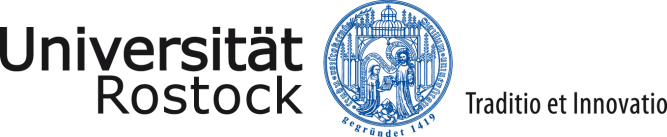 Universität
Rostock
gegründet 1419
Traditio et Innovatio